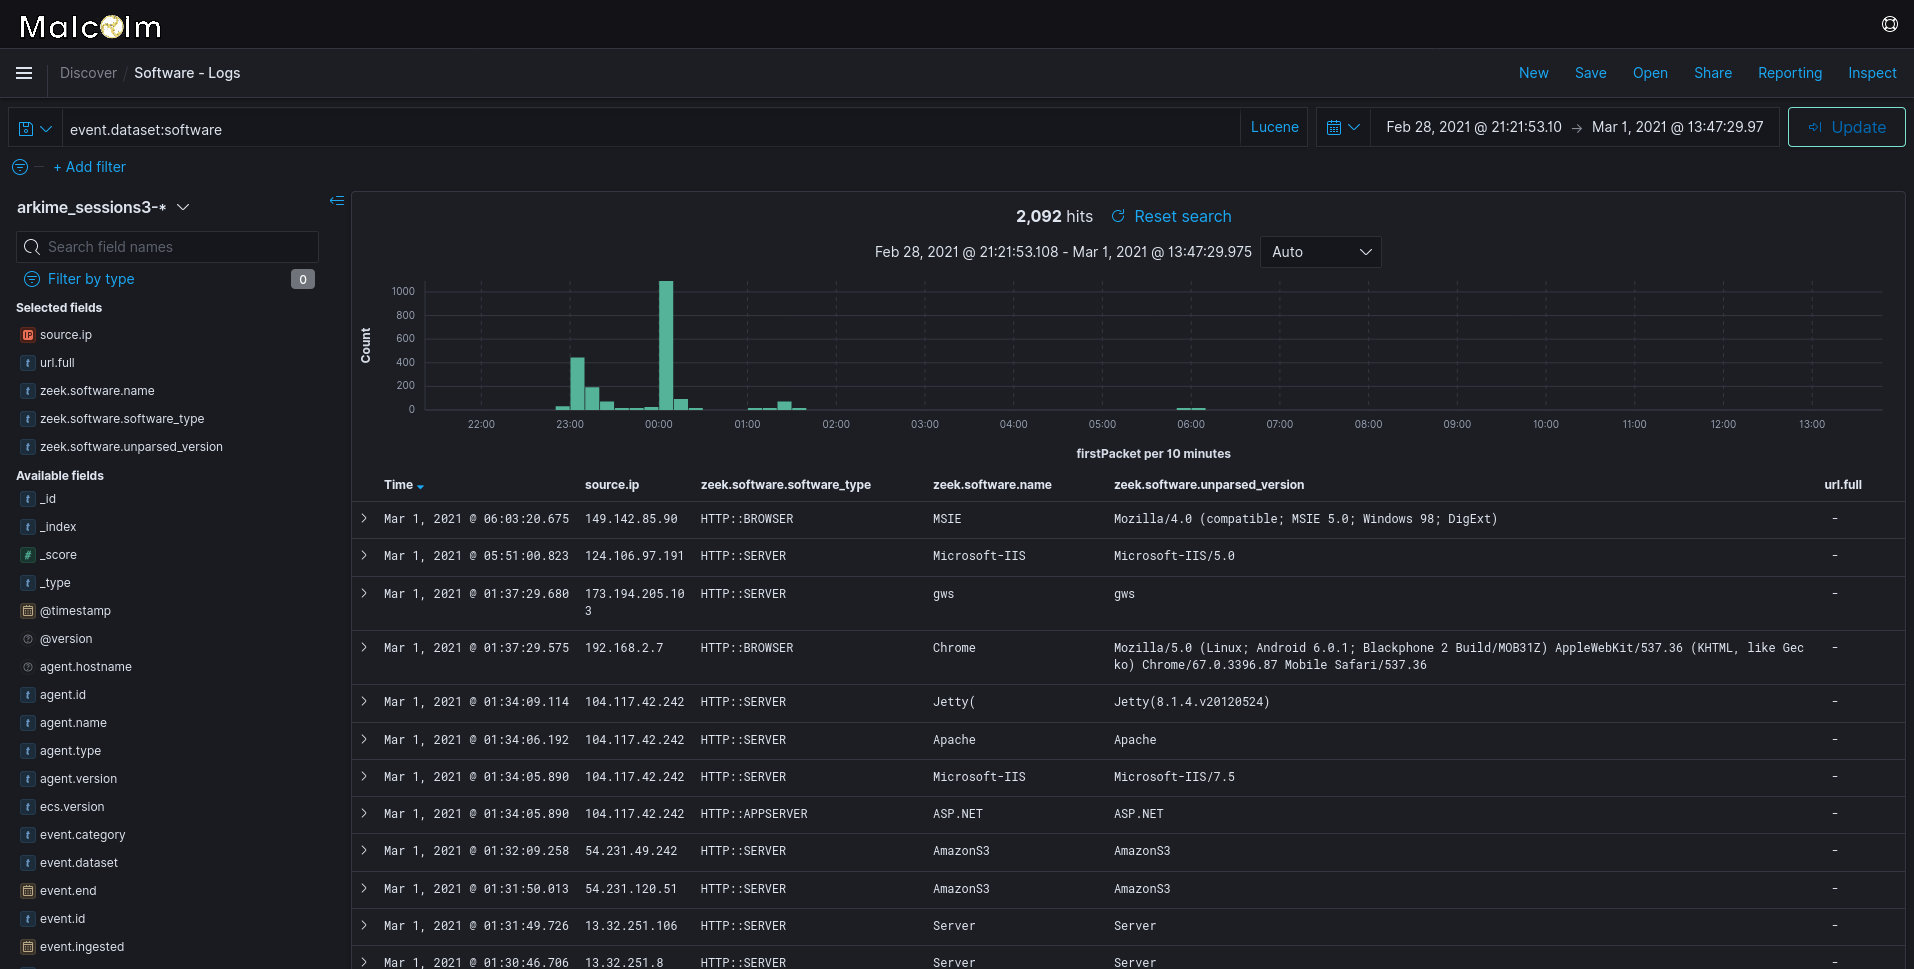 Malcolm
Discover / Software - Logs
New Save Open Share Reporting Inspect
event.dataset:software
Lucene
Feb 28, 2021 @ 21:21:53.10 → Mar 1, 2021 @ 13:47:29.97
Update
+ Add filter
arkime_sessions3-*
Search field names
Filter by type 0
Selected fields
source.ip
url.full
zeek.software.name
zeek.software.software_type
zeek.software.unparsed_version
Available fields
_id
_index
_score
_type
@timestamp
@version
agent.hostname
agent.id
agent.name
agent.type
agent.version
ecs.version
event.category
event.dataset
event.end
event.id
event.ingested
2,092 hits Reset search
Feb 28, 2021 @ 21:21:53.108 - Mar 1, 2021 @ 13:47:29.975 Auto
Count
1000
800
600
400
200
0
22:00 23:00 00:00 01:00 02:00 03:00 04:00 05:00 06:00 07:00 08:00 09:00 10:00 11:00 12:00 13:00
firstPacket per 10 minutes
Time source.ip zeek.software.software_type zeek.software.name zeek.software.unparsed_version url.full
Mar 1, 2021 @ 06:03:20.675 149.142.85.90 HTTP::BROWSER MSIE Mozilla/4.0 (compatible; MSIE 5.0; Windows 98; DigExt) -
Mar 1, 2021 @ 05:51:00.823 124.106.97.191 HTTP::SERVER Microsoft-IIS Microsoft-IIS/5.0 -
Mar 1, 2021 @ 01:37:29.680 173.194.205.10 HTTP::SERVER gws gws -
3
Mar 1, 2021 @ 01:37:29.575 192.168.2.7 HTTP::BROWSER Chrome Mozilla/5.0 (Linux; Android 6.0.1; Blackphone 2 Build/MOB31Z) AppleWebKit/537.36 (KHTML, like Gec -
ko) Chrome/67.0.3396.87 Mobile Safari/537.36
Mar 1, 2021 @ 01:34:09.114 104.117.42.242 HTTP::SERVER Jetty( Jetty(8.1.4.v20120524) -
Mar 1, 2021 @ 01:34:06.192 104.117.42.242 HTTP::SERVER Apache Apache -
Mar 1, 2021 @ 01:34:05.890 104.117.42.242 HTTP::SERVER Microsoft-IIS Microsoft-IIS/7.5 -
Mar 1, 2021 @ 01:34:05.890 104.117.42.242 HTTP::APPSERVER ASP.NET ASP.NET -
Mar 1, 2021 @ 01:32:09.258 54.231.49.242 HTTP::SERVER AmazonS3 AmazonS3 -
Mar 1, 2021 @ 01:31:50.013 54.231.120.51 HTTP::SERVER AmazonS3 AmazonS3 -
Mar 1, 2021 @ 01:31:49.726 13.32.251.106 HTTP::SERVER Server Server -
Mar 1, 2021 @ 01:30:46.706 13.32.251.8 HTTP::SERVER Server Server -